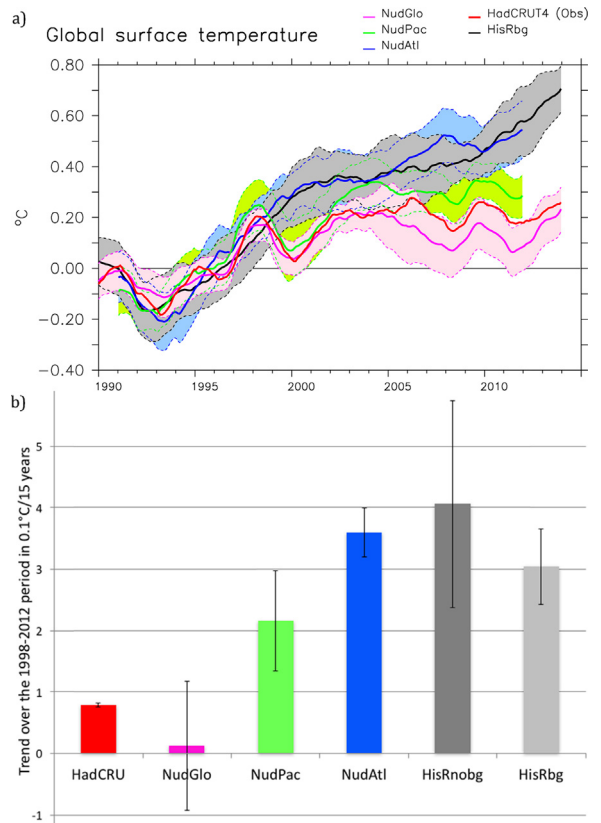 a)
Global surface temperature
NudGlo
NudPac
NudAtl
HadCRUT4 (Obs)
HisRbg
0.80
0.60
0.40
0.20
0.00
−0.20
−0.40
°C
1990
1995
2000
2005
2010
b)
Trend over the 1998-2012 period in 0.1°C/15 years
5
4
3
2
1
0
-1
HadCRU
NudGlo
NudPac
NudAtl
HisRnobg
HisRbg